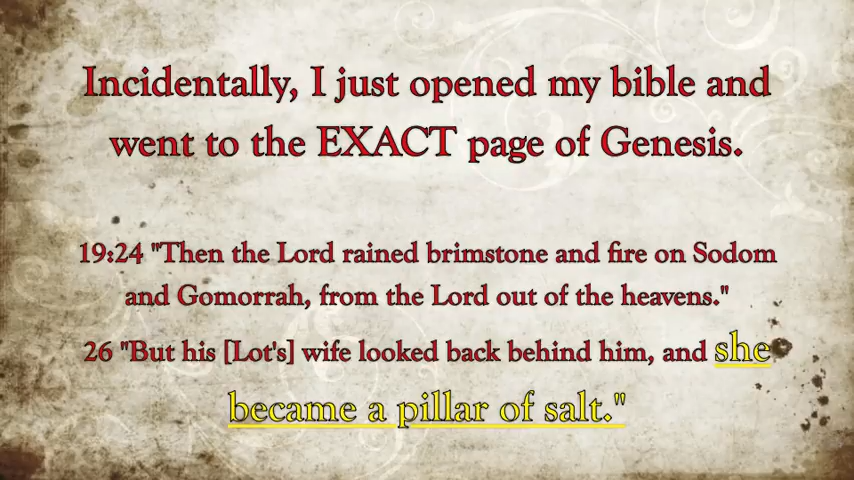 Incidentally, I just opened my bible and
went to the EXACT page of Genesis.
19:24 "Then the Lord rained brimstone and fire on Sodom
and Gomorrah, from the Lord out of the heavens."
26 "But his [Lot's] wife looked back behind him, and she
became a pillar of salt."